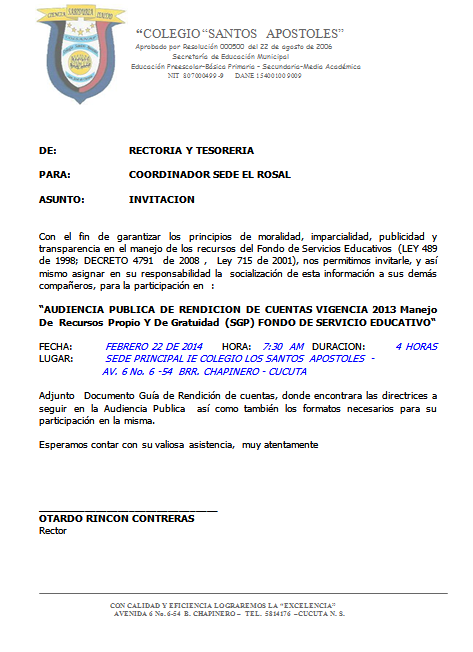 CIENCIA CONVIVENCIA CALIDAD
“COLEGIO “SANTOS APOSTOLES”
Aprobado por Resolución 000500 del 22 de agosto de 2006
Secretaría de Educación Municipal
Educación Preescolar-Básica Primaria – Secundaria-Media Académica
NIT 807000499-9 DANE 154001009009
DE: RECTORIA Y TESORERIA
PARA: COORDINADOR SEDE EL ROSAL
ASUNTO: INVITACION
Con el fin de garantizar los principios de moralidad, imparcialidad, publicidad y
transparencia en el manejo de los recursos del Fondo de Servicios Educativos (LEY 489
de 1998; DECRETO 4791 de 2008 , Ley 715 de 2001), nos permitimos invitarle, y así
mismo asignar en su responsabilidad la socialización de esta información a sus demás
compañeros, para la participación en :
“AUDIENCIA PUBLICA DE RENDICION DE CUENTAS VIGENCIA 2013 Manejo
De Recursos Propio Y De Gratuidad (SGP) FONDO DE SERVICIO EDUCATIVO“
FECHA: FEBRERO 22 DE 2014 HORA: 7:30 AM DURACION: 4 HORAS
LUGAR: SEDE PRINCIPAL IE COLEGIO LOS SANTOS APOSTOLES -
AV. 6 No. 6 -54 BRR. CHAPINERO - CUCUTA
Adjunto Documento Guía de Rendición de cuentas, donde encontrara las directrices a
seguir en la Audiencia Publica así como también los formatos necesarios para su
participación en la misma.
Esperamos contar con su valiosa asistencia, muy atentamente
OTARDO RINCON CONTRERAS
Rector
CON CALIDAD Y EFICIENCIA LOGRAREMOS LA “EXCELENCIA”
AVENIDA 6 No. 6-54 B. CHAPINERO – TEL. 5814176 –CUCUTA N. S.